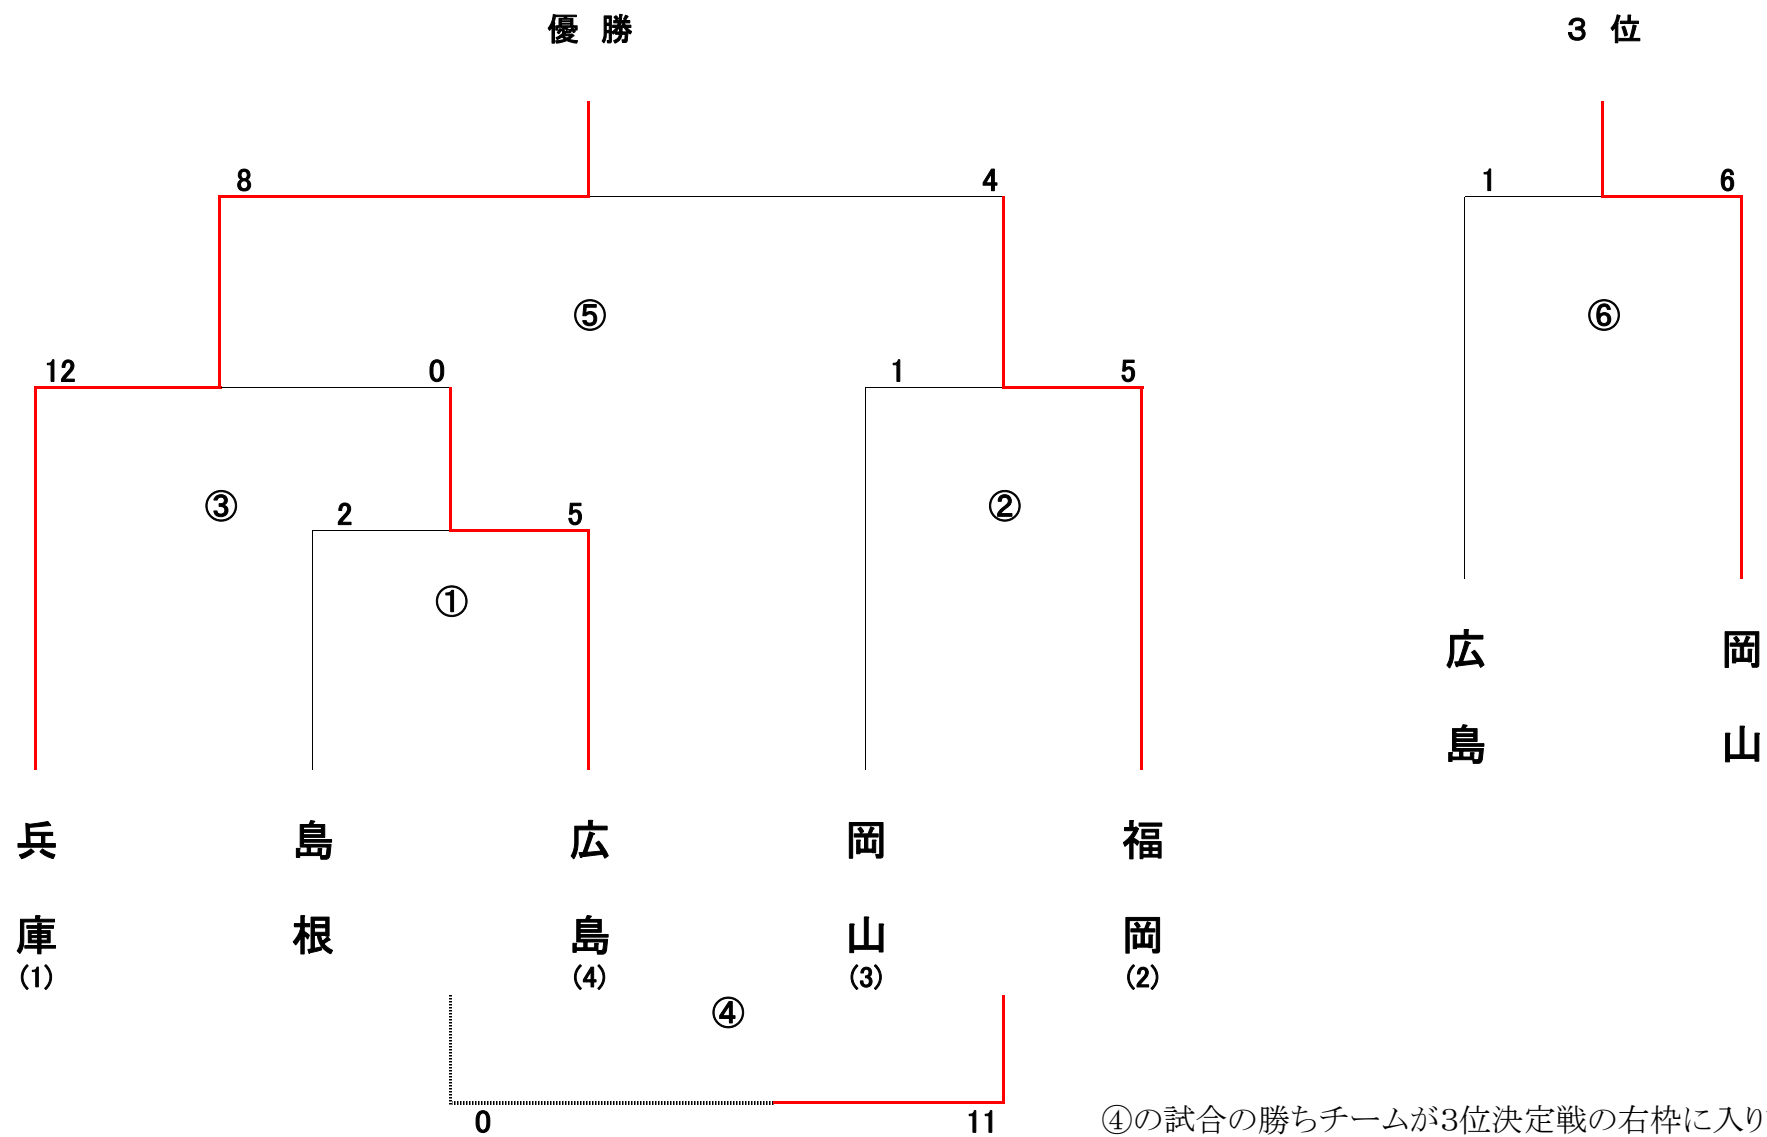 優 勝
３ 位
8
4
1
6
⑤
⑥
12
0
1
5
③
②
2
5
①
広島
岡山
兵庫
(1)
島根
広島
(4)
岡山
(3)
福岡
(2)
④
0
11
④の試合の勝ちチームが3位決定戦の右枠に入り